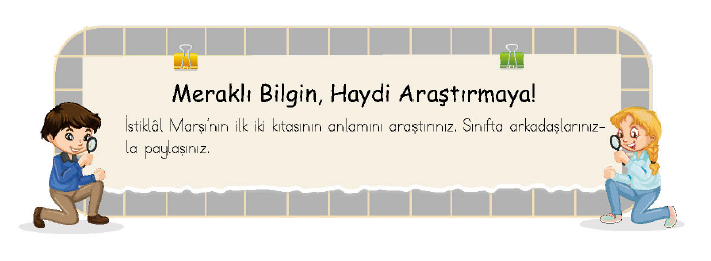 Meraklı Bilgin, Haydi Araştırmaya!
İstiklâl Marşı'nın ilk iki kıtasının anlamını araştırınız. Sınıfta arkadaşlarınız-
la paylaşınız.